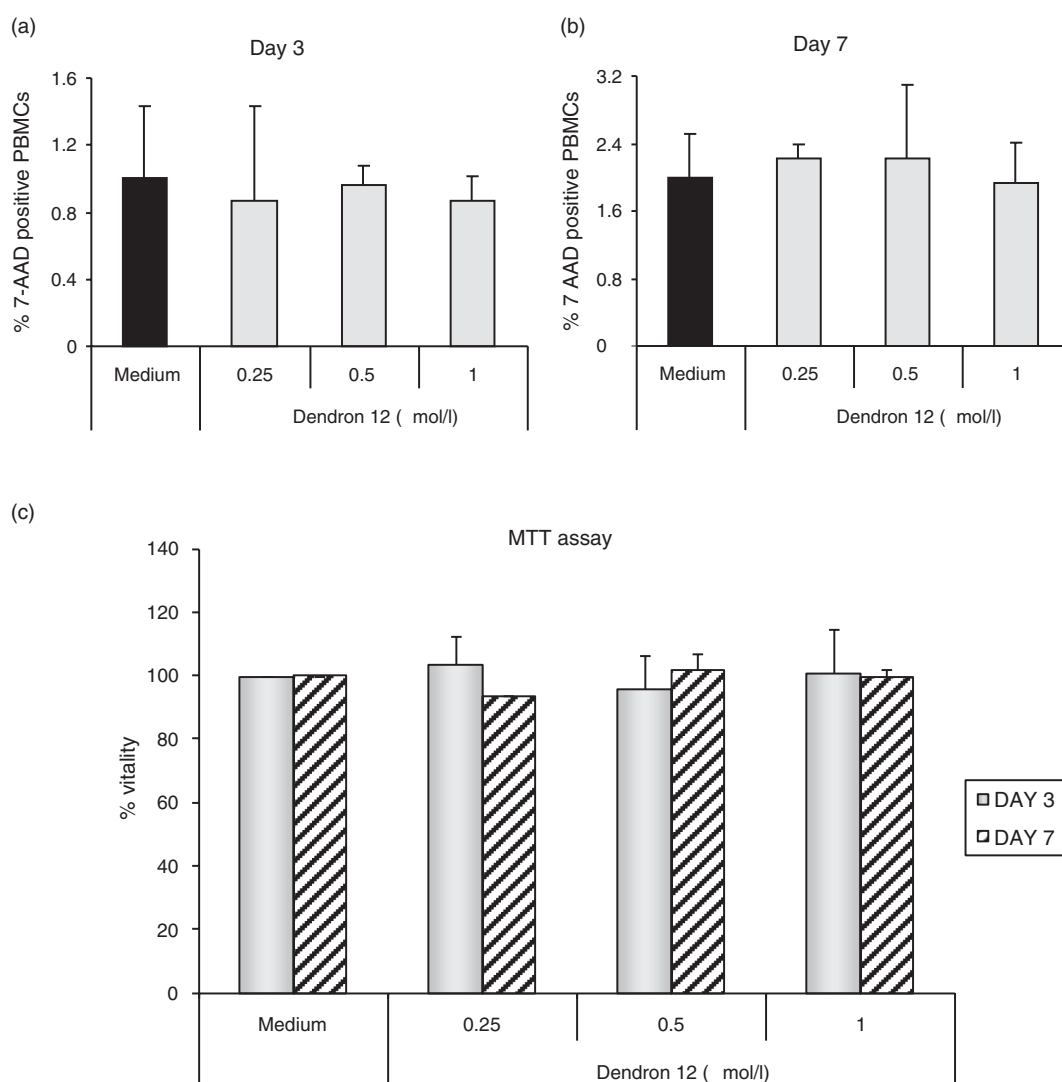 (a)
Day 3
% 7-AAD positive PBMCs
1.6
1.2
0.8
0.4
0
Medium 0.25 0.5 1
Dendron 12 ( mol/l)
(b)
Day 7
% 7 AAD positive PBMCs
3.2
2.4
1.6
0.8
0
Medium 0.25 0.5 1
Dendron 12 ( mol/l)
(c)
MTT assay
% vitality
140
120
100
80
60
40
20
0
Medium 0.25 0.5 1
Dendron 12 ( mol/l)
DAY 3
DAY 7